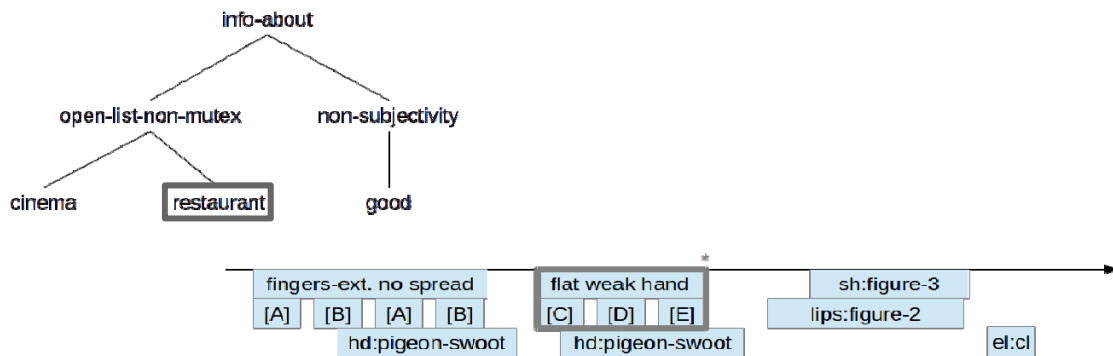 info-about
open-list-non-mutex non-subjectivity
cinema restaurant good
*
fingers-ext. no spread flat weak hand sh:figure-3
[A] [B] [A] [B] [C] [D] [E] lips:figure-2
hd:pigeon-swoot hd:pigeon-swoot el:cl